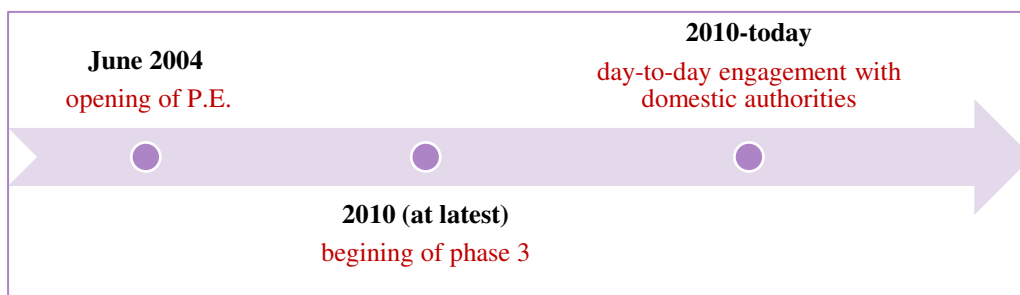 June 2004
opening of P.E.
2010 (at latest)
begining of phase 3
2010-today
day-to-day engagement with
domestic authorities